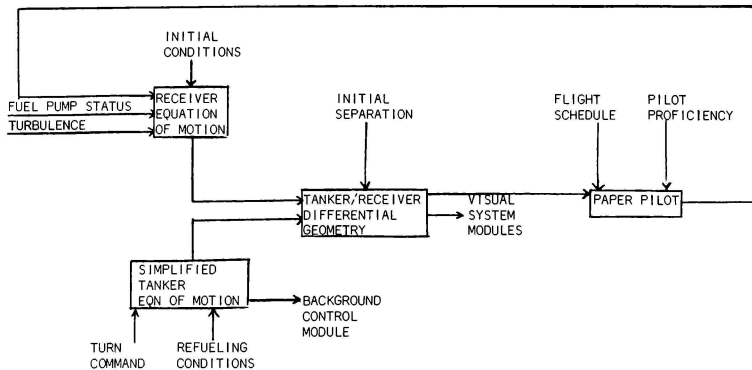 INITIAL
CONDITIONS
FUEL PUMP STATUS
TURBULENCE
RECEIVER
EQUATION
OF MOTION
INITIAL
SEPARATION
FLIGHT
SCHEDULE
PILOT
PROFICIENCY
TANKER/RECEIVER
DIFFERENTIAL
GEOMETRY
VISUAL
SYSTEM
MODULES
PAPER PILOT
SIMPLIFIED
TANKER
EQN OF MOTION
BACKGROUND
CONTROL
MODULE
TURN
COMMAND
REFUELING
CONDITIONS